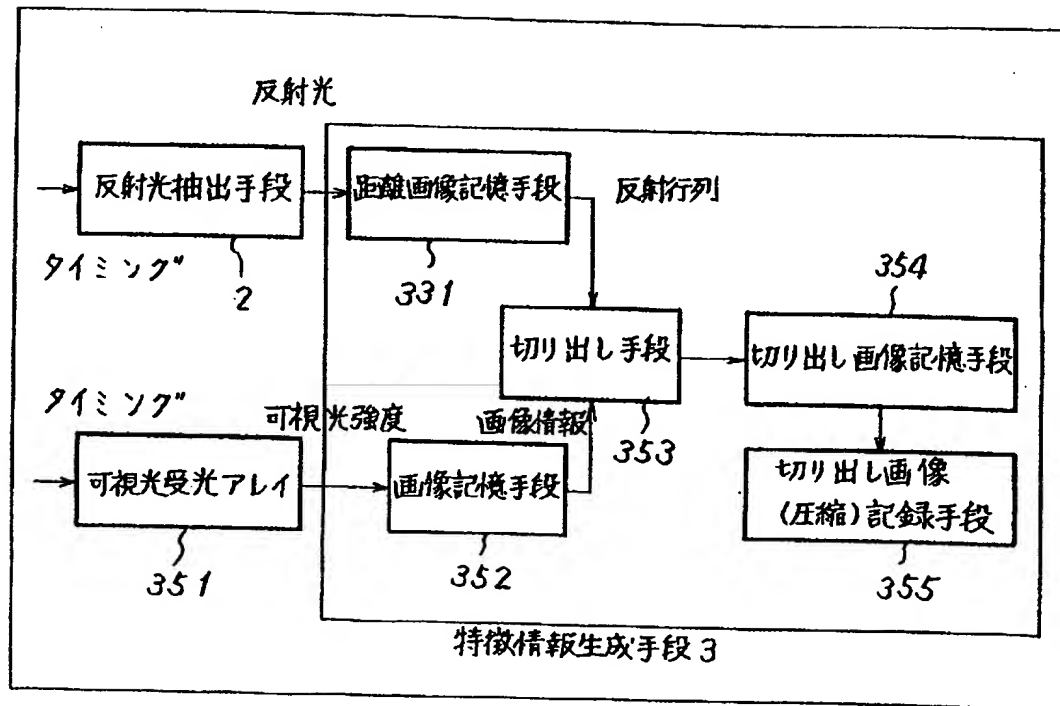 反射光
反射光抽出手段
距離画像記憶手段
反射行列
タイミング
2
331
354
切り出し手段
切り出し画像記憶手段
タイミング
可視光強度
画像情報
353
可視光受光アレイ
画像記憶手段
切り出し画像
(圧縮)記録手段
351
352
355
特徴情報生成手段3